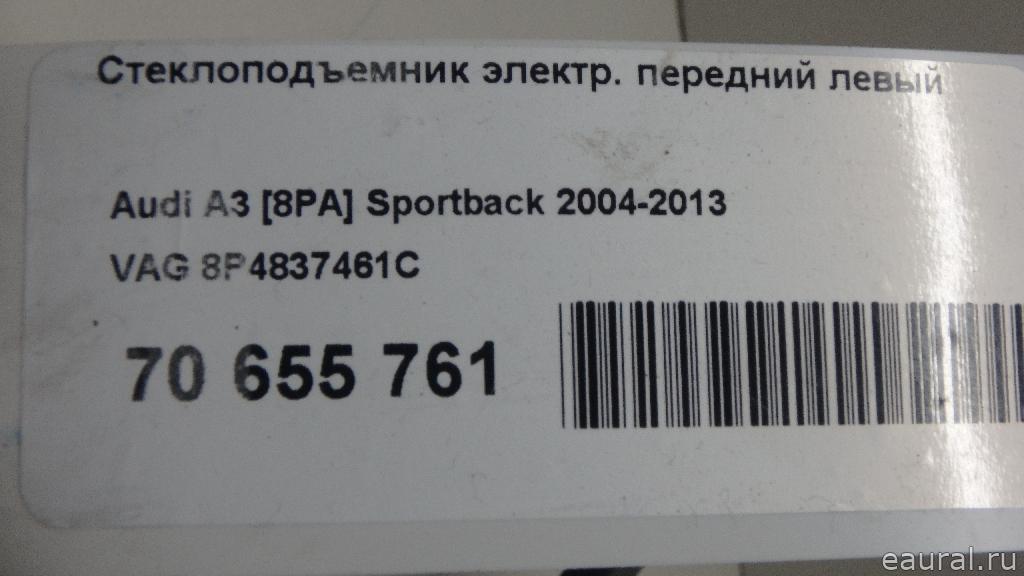 Стеклоподъемник электр. передний левый
Audi A3 [8PA] Sportback 2004-2013
VAG 8P4837461C
70 655 761
eaural.ru